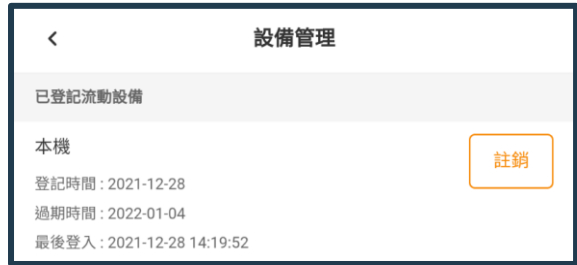 設備管理
已登記流動設備
本機
註銷
登記時間 : 2021-12-28
過期時間 : 2022-01-04
最後登入 : 2021-12-28 14:19:52